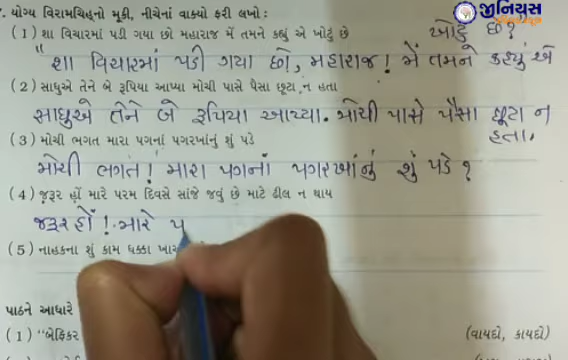 જીનિયસ
૨. યોગ્ય વિરામચિહ્નો મૂકી, નીચેનાં વાક્યો ફરી લખો :
(1) શા વિચારમાં પડી ગયા છો મહારાજ મેં તમને કહ્યું એ ખોટું છે
ખોટું છે?
"શા વિચારમાં પડી ગયા છો, મહારાજ! મેં તમને કહ્યું એ
(2) સાધુએ તેને બે રૂપિયા આપ્યા મોચી પાસે પૈસા છૂટા ન હતા
સાધુએ તેને બે રૂપિયા આપ્યા. મોચી પાસે પૈસા છૂટા ન
હતા.
(3) મોચી ભગત મારા પગનાં પગરખાંનું શું પડે
મોચી ભગત! મારા પગનાં પગરખાંનું શું પડે ?
(4) જરૂર હોં મારે પરમ દિવસે સાંજે જવું છે માટે ઢીલ ન થાય
જરૂર હોં! મારે પ
(5) નાહકના શું કામ ધક્કા ખાવ
પાઠને આધારે
(1) "બેફિકર
(વાયદો, કાયદો)